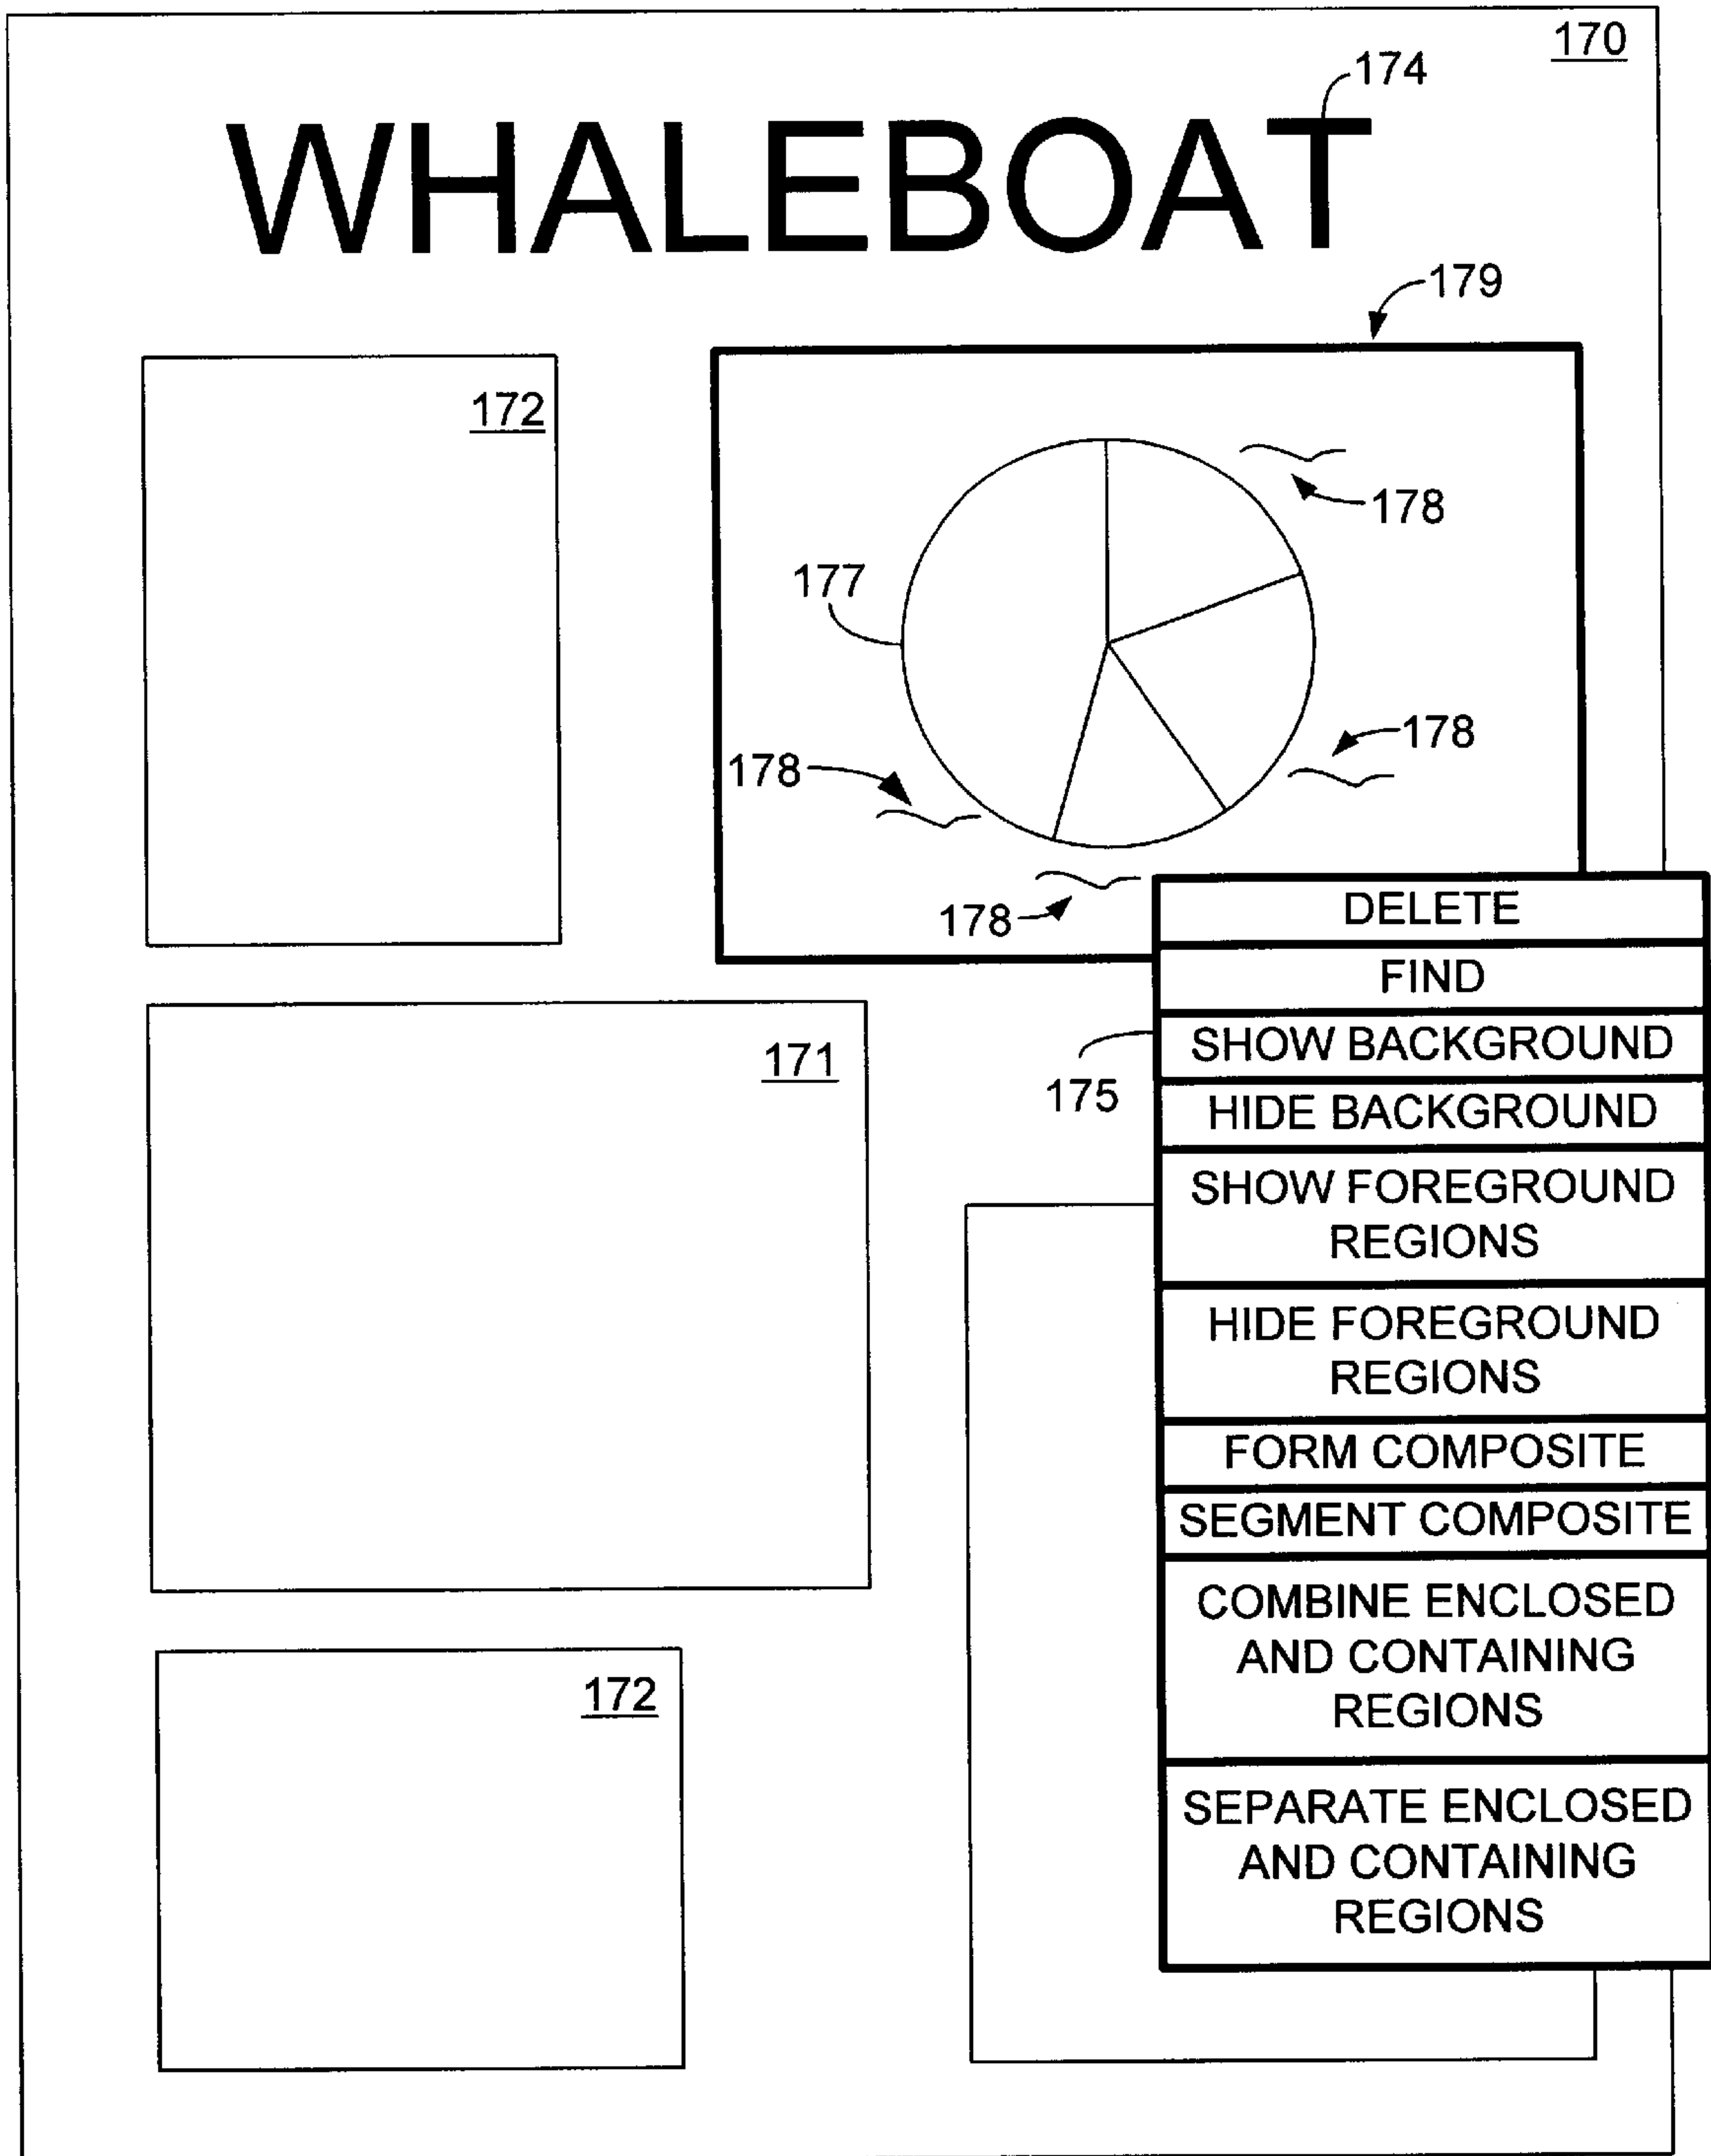 170
174
WHALEBOAT
179
172
178
177
178
178
178
DELETE
FIND
SHOW BACKGROUND
175
HIDE BACKGROUND
171
SHOW FOREGROUND
REGIONS
HIDE FOREGROUND
REGIONS
FORM COMPOSITE
SEGMENT COMPOSITE
COMBINE ENCLOSED
AND CONTAINING
REGIONS
172
SEPARATE ENCLOSED
AND CONTAINING
REGIONS